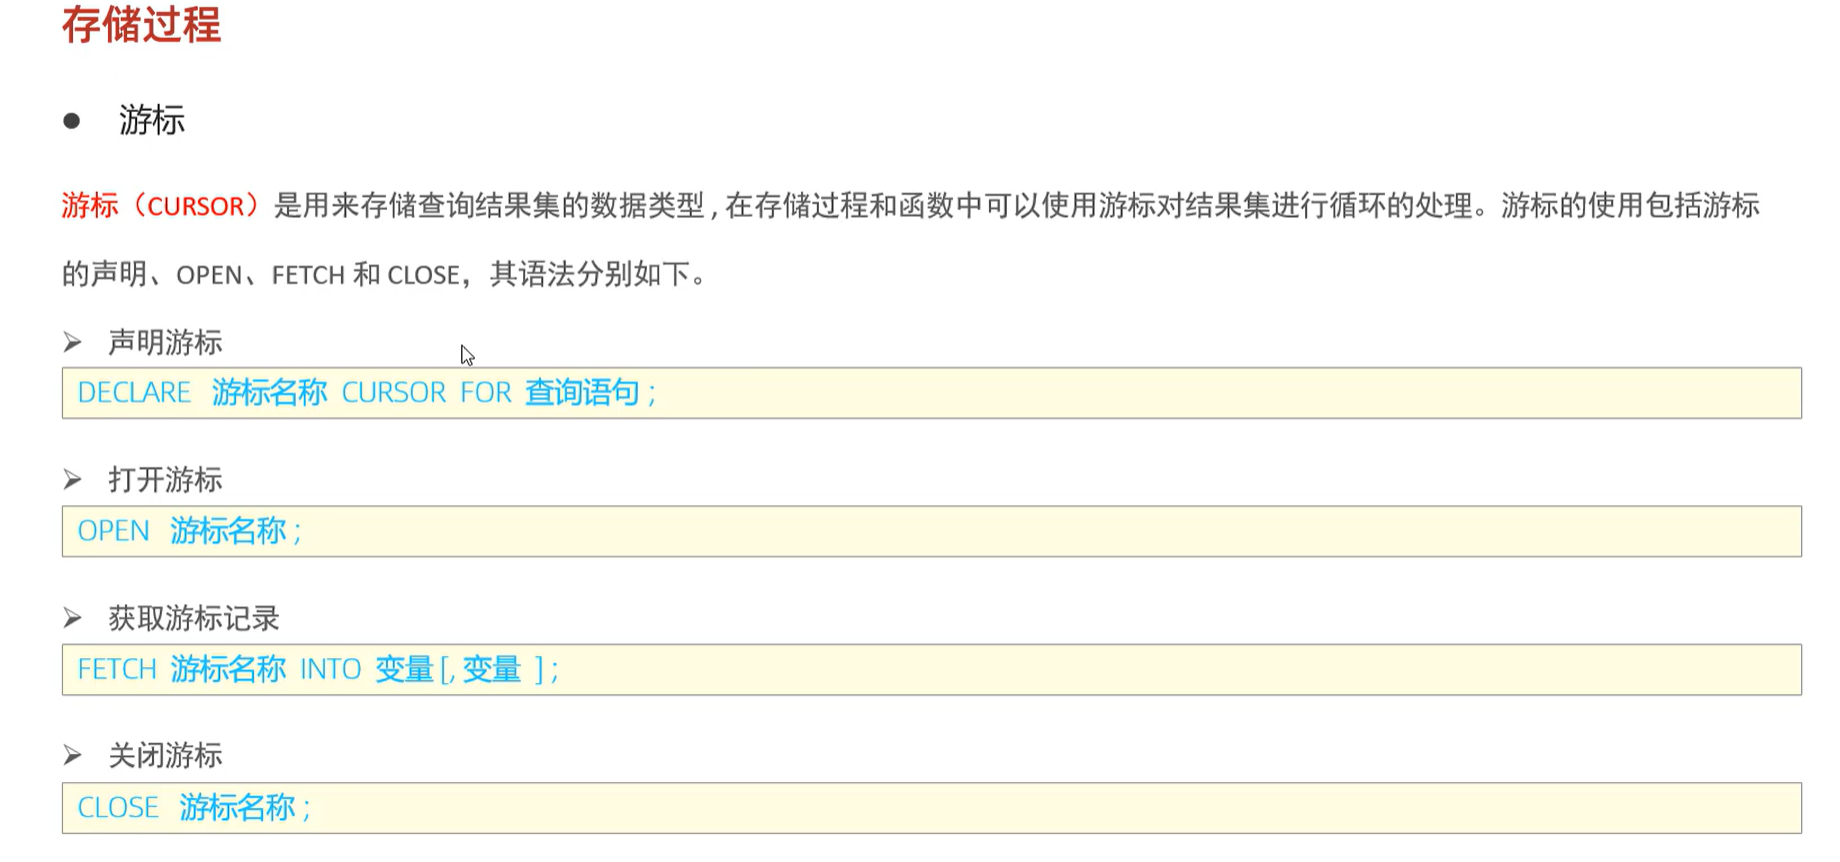 存储过程
● 游标
游标（CURSOR）是用来存储查询结果集的数据类型 , 在存储过程和函数中可以使用游标对结果集进行循环的处理。游标的使用包括游标
的声明、OPEN、FETCH 和 CLOSE，其语法分别如下。
➢ 声明游标
DECLARE 游标名称 CURSOR FOR 查询语句 ;
➢ 打开游标
OPEN 游标名称 ;
➢ 获取游标记录
FETCH 游标名称 INTO 变量 [, 变量 ] ;
➢ 关闭游标
CLOSE 游标名称 ;